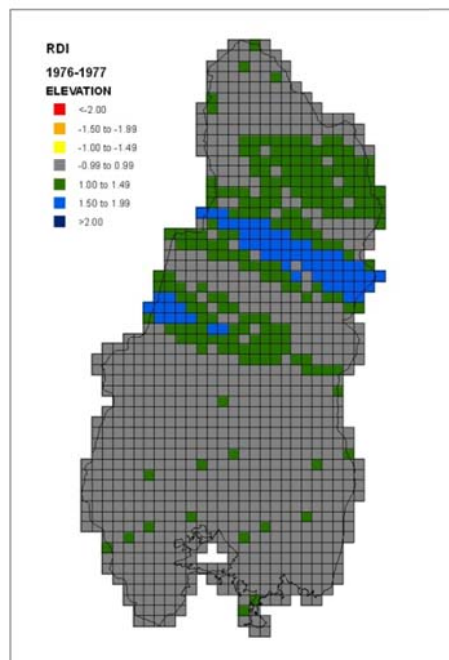 RDI
1976-1977
ELEVATION
<-2.00
-1.50 to -1.99
-1.00 to -1.49
-0.99 to 0.99
1.00 to 1.49
1.50 to 1.99
>2.00